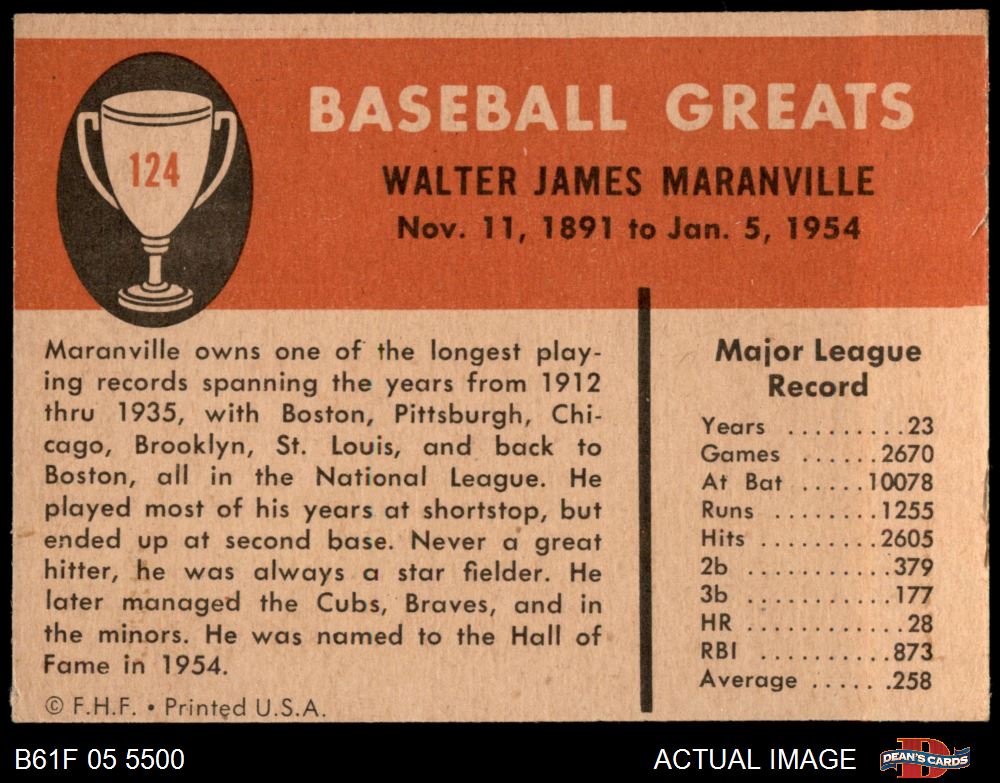 124
BASEBALL GREATS
WALTER JAMES MARANVILLE
Nov. 11, 1891 to Jan. 5, 1954
Maranville owns one of the longest play-
ing records spanning the years from 1912
thru 1935, with Boston, Pittsburgh, Chi-
cago, Brooklyn, St. Louis, and back to
Boston, all in the National League. He
played most of his years at shortstop, but
ended up at second base. Never a great
hitter, he was always a star fielder. He
later managed the Cubs, Braves, and in
the minors. He was named to the Hall of
Fame in 1954.
© F.H.F. • Printed U.S.A.
Major League
Record
Years .........23
Games ......2670
At Bat .....10078
Runs .........1255
Hits ..........2605
2b ............379
3b ............177
HR .............28
RBI ..........873
Average ......258
B61F 05 5500
ACTUAL IMAGE
D
DEAN'S CARDS